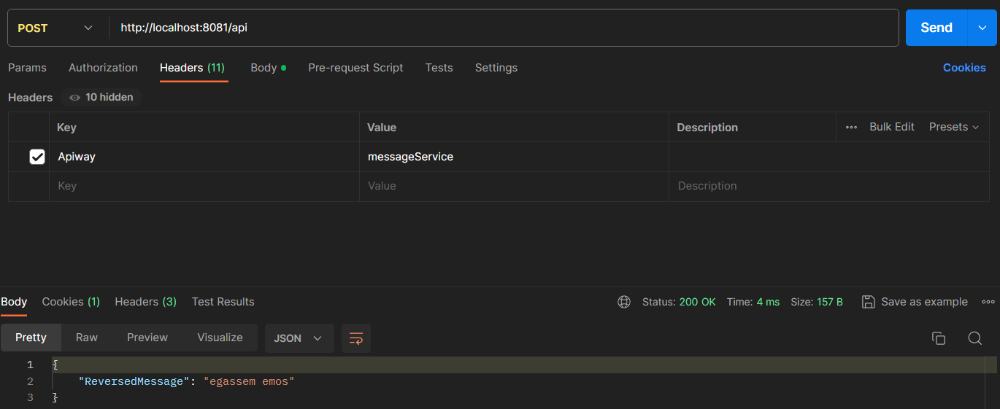 POST http://localhost:8081/api Send
Params Authorization Headers (11) Body Pre-request Script Tests Settings Cookies
Headers 10 hidden
Key Value Description Bulk Edit Presets
Apiway messageService
Key Value Description
Body Cookies (1) Headers (3) Test Results Status: 200 OK Time: 4 ms Size: 157 B Save as example
Pretty Raw Preview Visualize JSON
1 {
2 "ReversedMessage": "egassem emos"
3 }